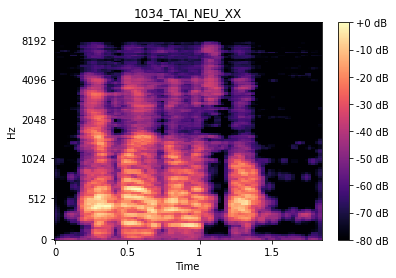 1034_TAI_NEU_XX
8192
4096
2048
1024
512
0
Hz
0
0.5
1
1.5
Time
+0 dB
-10 dB
-20 dB
-30 dB
-40 dB
-50 dB
-60 dB
-70 dB
-80 dB